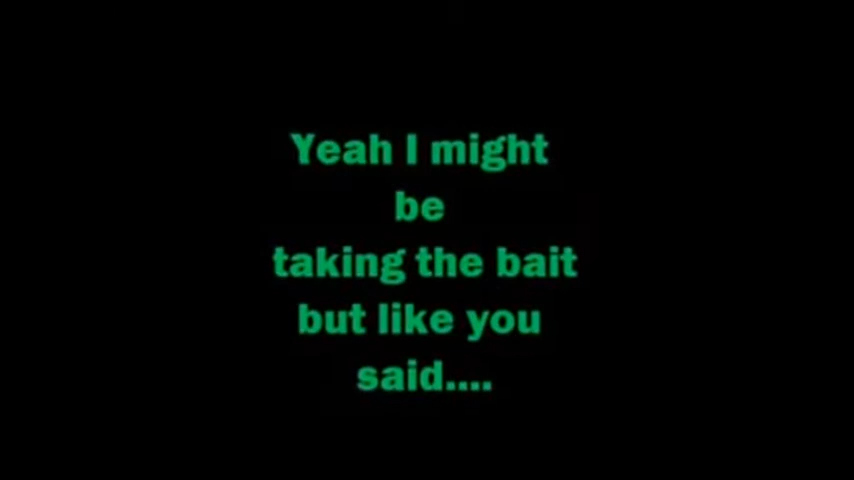 Yeah I might
be
taking the bait
but like you
said....